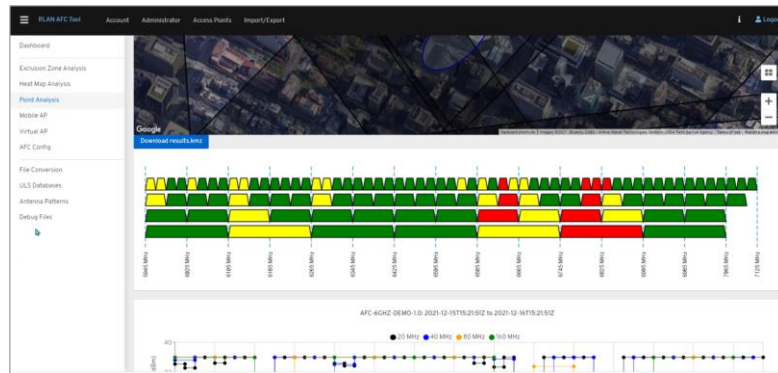 RLAN AFC Tool Account Administrator Access Points Import/Export i Logo
Dashboard
Exclusion Zone Analysis
Heat Map Analysis
Point Analysis
Mobile AP
Virtual AP
AFC Config
File Conversion
ULS Databases
Antenna Patterns
Debug Files
Google
Download results.kmz
5945 MHz
6025 MHz
6105 MHz
6185 MHz
6265 MHz
6345 MHz
6425 MHz
6505 MHz
6585 MHz
6665 MHz
6745 MHz
6825 MHz
6905 MHz
6985 MHz
7065 MHz
7125 MHz
AFC-6GHZ-DEMO-1.0: 2021-12-15T15:21:51Z to 2021-12-16T15:21:51Z
20 MHz 40 MHz 80 MHz 160 MHz
40